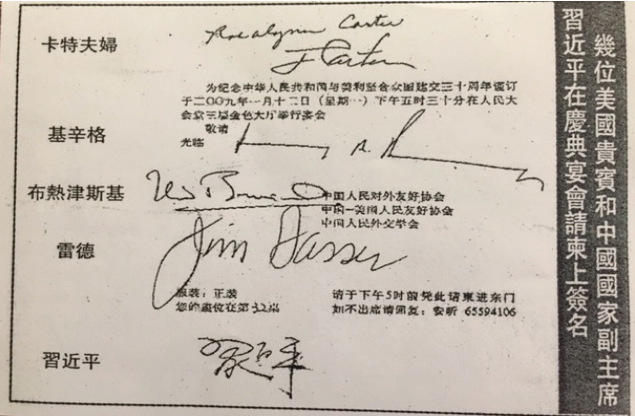 幾位美國貴賓和中國國家副主席
習近平在慶典宴會請柬上簽名
卡特夫婦
Rosalynn Carter
J Carter
为纪念中华人民共和国与美利坚合众国建交三十周年谨订
于二〇〇九年一月十二日（星期一）下午五时三十分在人民大
会堂三层金色大厅举行宴会
敬请
光临
基辛格
布熱津斯基
中国人民对外友好协会
中国-美国人民友好协会
中国人民外交学会
雷德
Jim Sasser
服装：正装
您的桌位在第32桌
请于下午5时前凭此请柬进东门
如不出席请回复：安昕 65594106
習近平
习近平